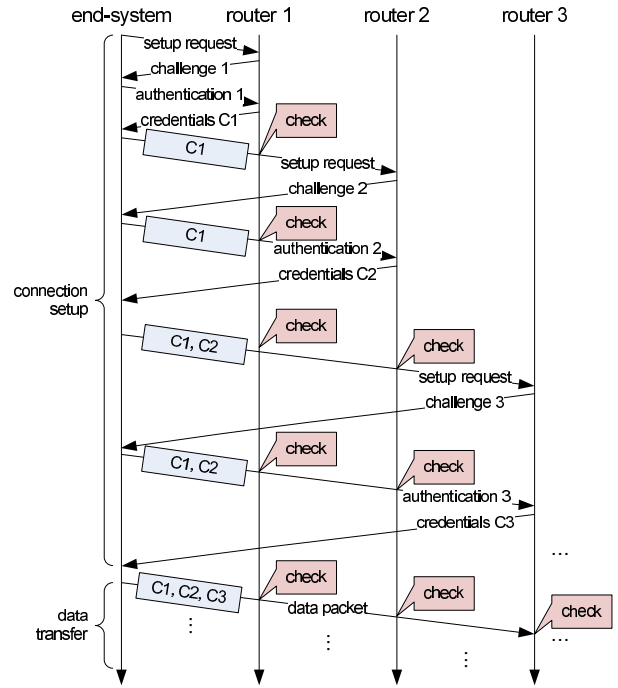 end-system
router 1
router 2
router 3
setup request
challenge 1
authentication 1
credentials C1
check
C1
setup request
challenge 2
check
C1
authentication 2
credentials C2
connection
setup
check
C1, C2
check
setup request
challenge 3
check
C1, C2
check
authentication 3
credentials C3
...
check
C1, C2, C3
data packet
check
check
data
transfer
...
...
...
...